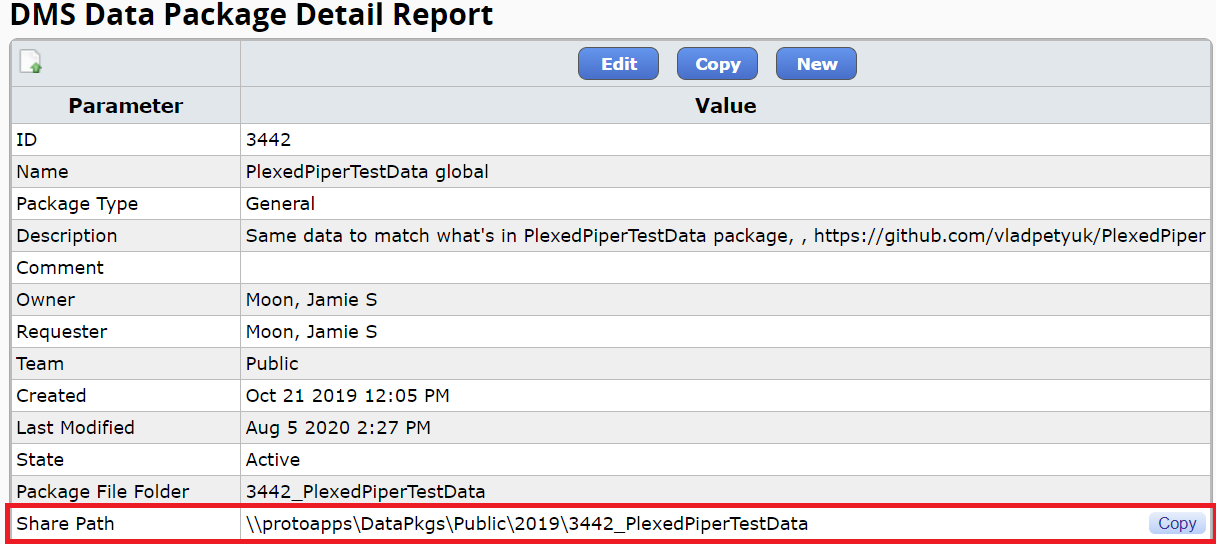 DMS Data Package Detail Report
Edit Copy New
Parameter Value
ID 3442
Name PlexedPiperTestData global
Package Type General
Description Same data to match what's in PlexedPiperTestData package, , https://github.com/vladpetyuk/PlexedPiper
Comment
Owner Moon, Jamie S
Requester Moon, Jamie S
Team Public
Created Oct 21 2019 12:05 PM
Last Modified Aug 5 2020 2:27 PM
State Active
Package File Folder 3442_PlexedPiperTestData
Share Path \\protoapps\DataPkgs\Public\2019\3442_PlexedPiperTestData Copy